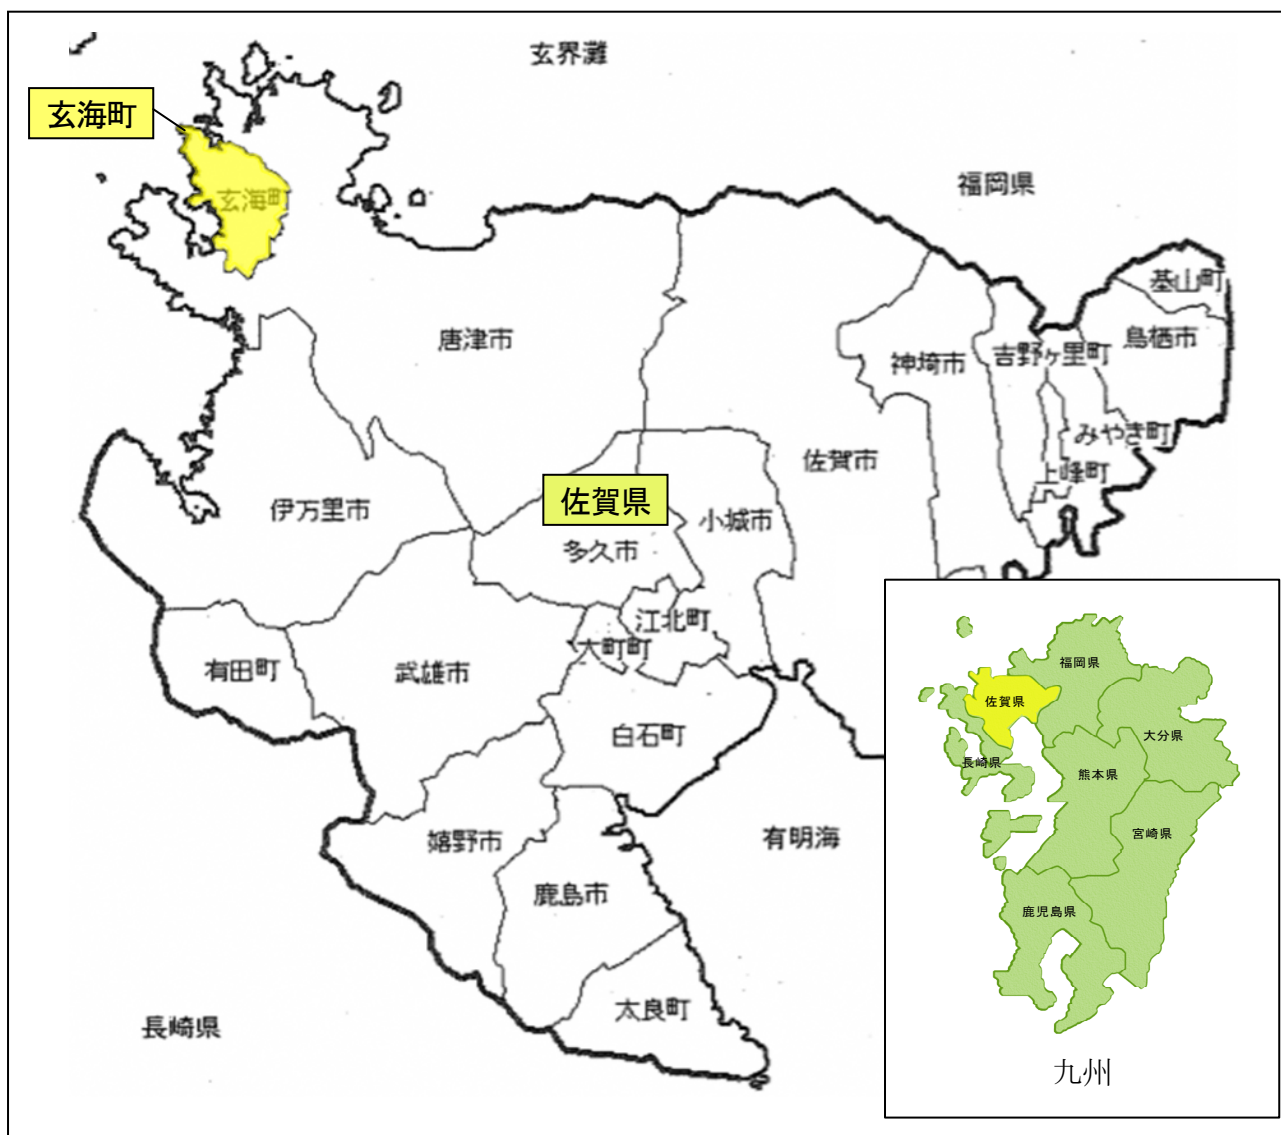 玄界灘
玄海町
玄海町
福岡県
基山町
鳥栖市
唐津市
神埼市
吉野ヶ里町
みやき町
佐賀市
上峰町
佐賀県
伊万里市
小城市
多久市
江北町
大町町
有田町
武雄市
白石町
嬉野市
有明海
鹿島市
太良町
長崎県
福岡県
佐賀県
大分県
長崎県
熊本県
宮崎県
鹿児島県
九州